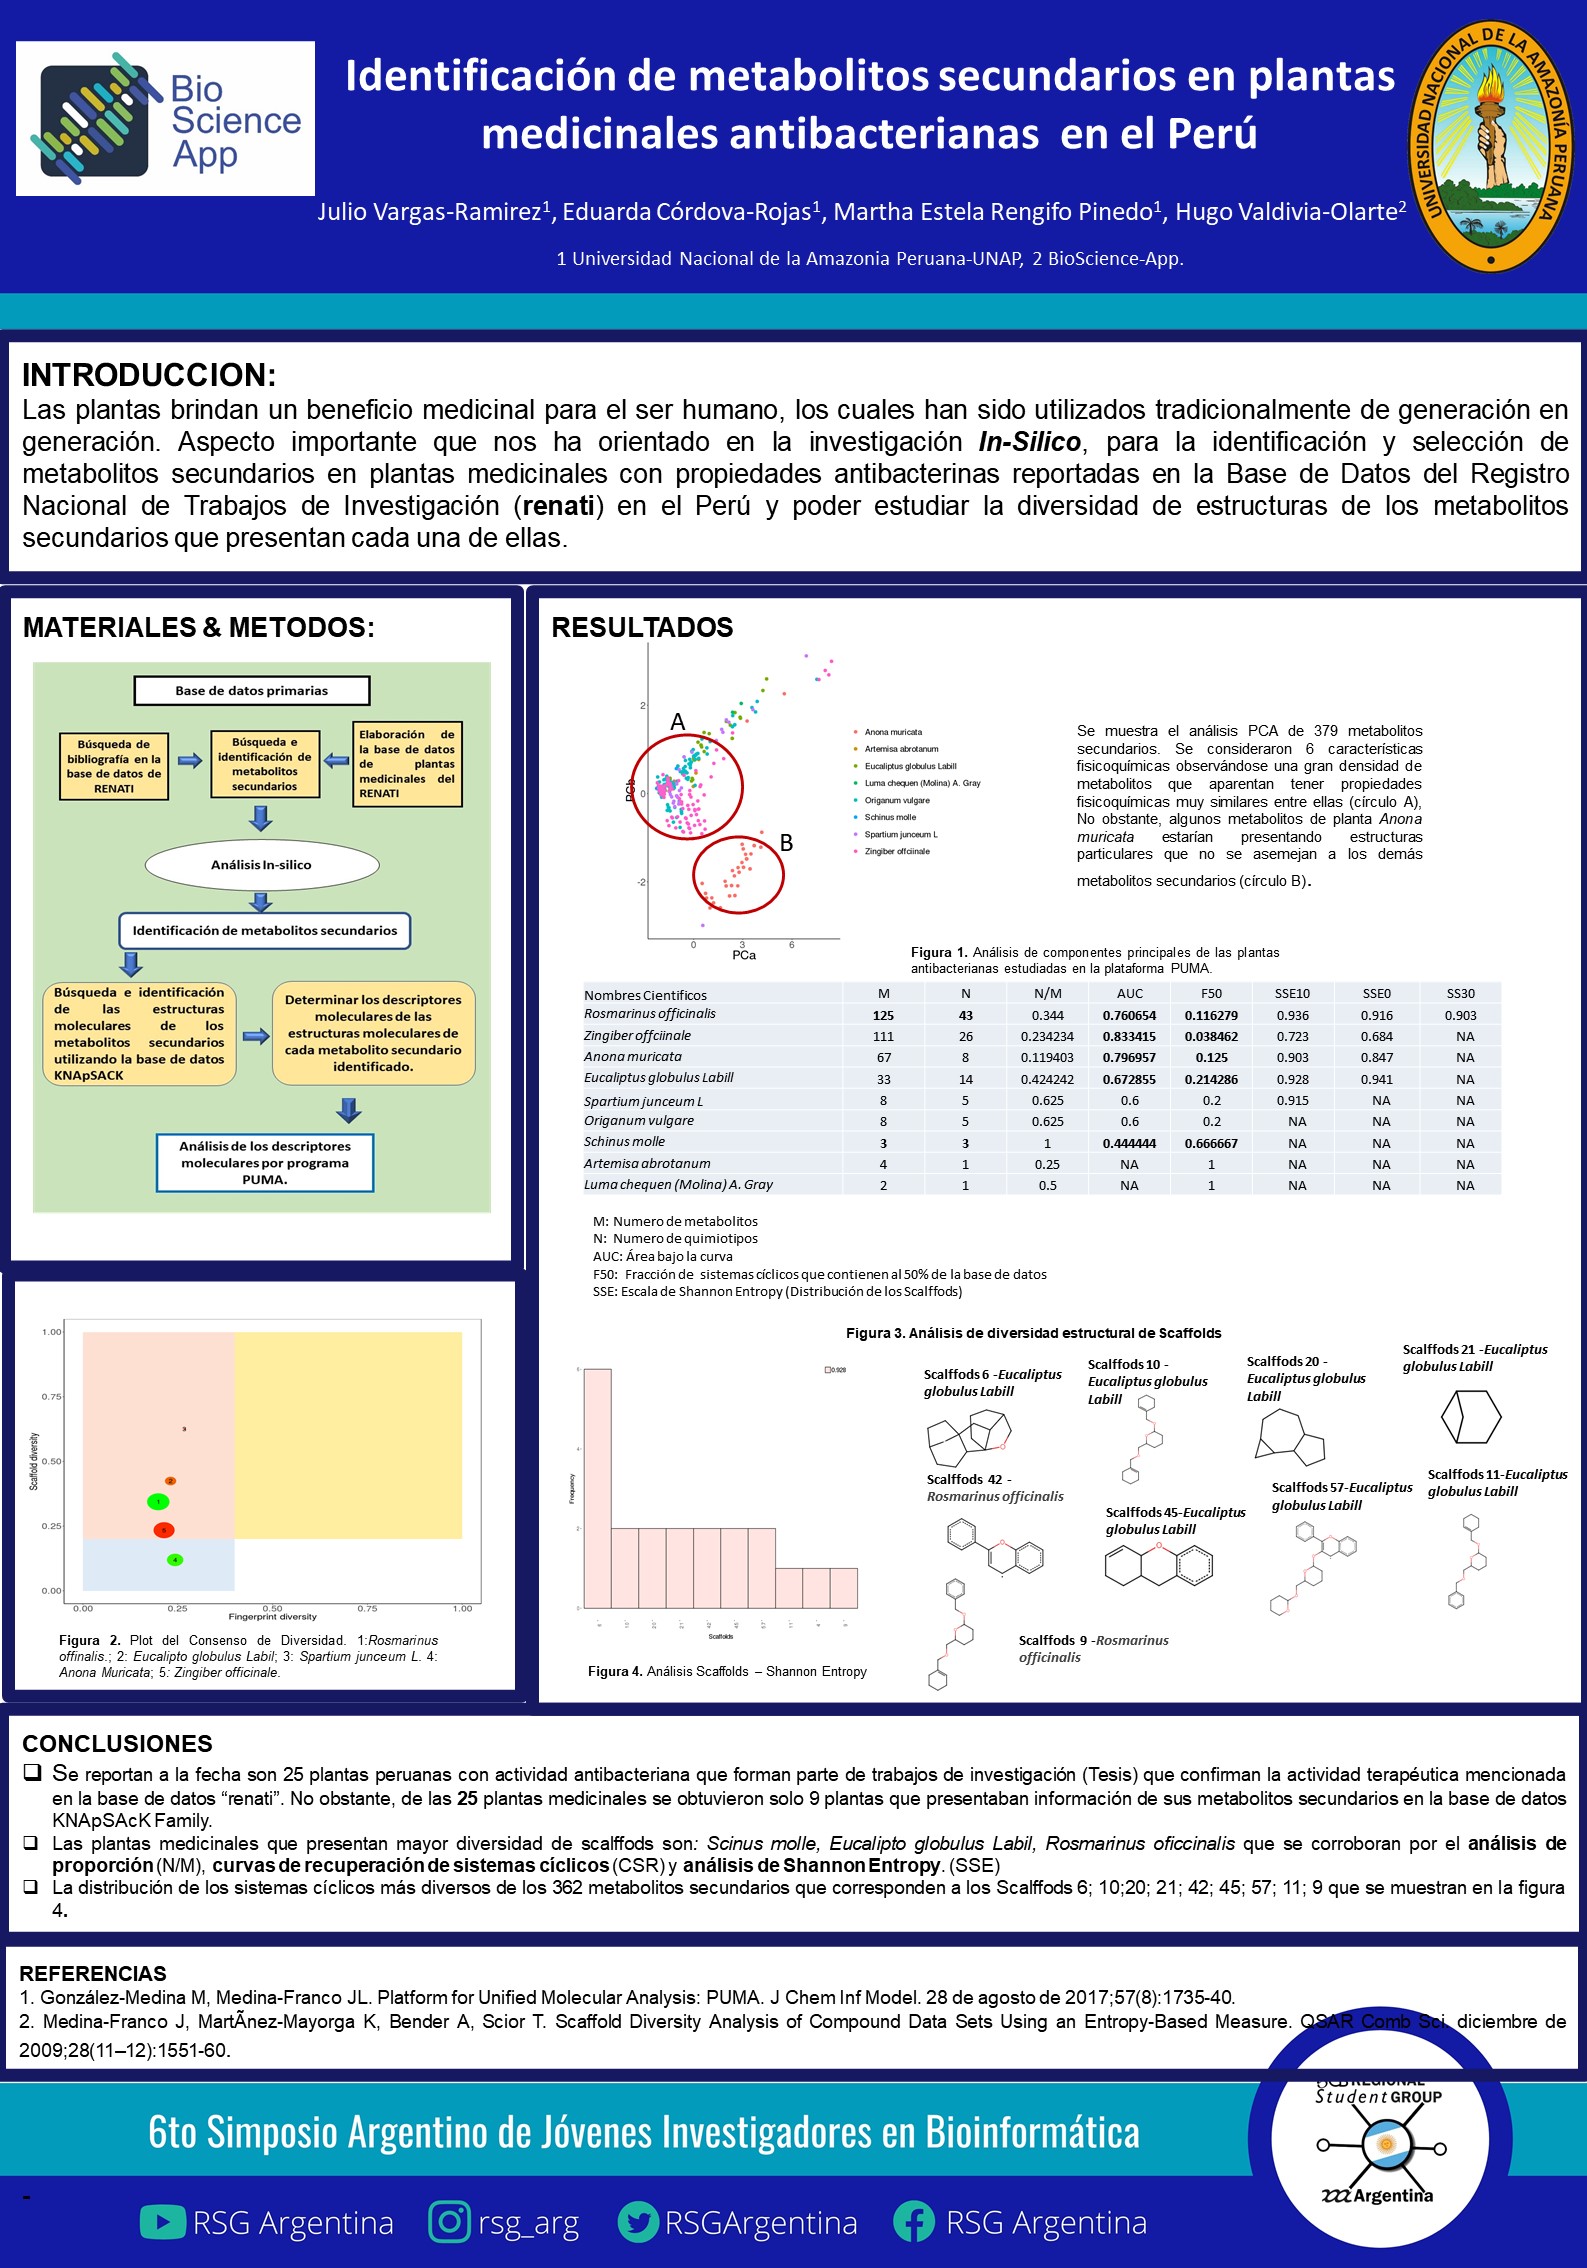 Bio
Science
App
Identificación de metabolitos secundarios en plantas
medicinales antibacterianas en el Perú
UNIVERSIDAD NACIONAL DE LA AMAZONÍA PERUANA
Julio Vargas-Ramirez1, Eduarda Córdova-Rojas1, Martha Estela Rengifo Pinedo1, Hugo Valdivia-Olarte2
1 Universidad Nacional de la Amazonia Peruana-UNAP, 2 BioScience-App.
INTRODUCCION:
Las plantas brindan un beneficio medicinal para el ser humano, los cuales han sido utilizados tradicionalmente de generación en
generación. Aspecto importante que nos ha orientado en la investigación In-Silico, para la identificación y selección de
metabolitos secundarios en plantas medicinales con propiedades antibacterinas reportadas en la Base de Datos del Registro
Nacional de Trabajos de Investigación (renati) en el Perú y poder estudiar la diversidad de estructuras de los metabolitos
secundarios que presentan cada una de ellas.
MATERIALES & METODOS:
Base de datos primarias
Búsqueda de
bibliografía en la
base de datos de
RENATI
Búsqueda e
identificación de
metabolitos
secundarios
Elaboración de
la base de datos
de plantas
medicinales del
RENATI
Análisis In-silico
Identificación de metabolitos secundarios
Búsqueda e identificación
de las estructuras
moleculares de los
metabolitos secundarios
utilizando la base de datos
KNApSACK
Determinar los descriptores
moleculares de las
estructuras moleculares de
cada metabolito secundario
identificado.
Análisis de los descriptores
moleculares por programa
PUMA.
1.00
0.75
0.50
0.25
0.00
Scaffold diversity
3
2
1
5
4
0.00 0.25 0.50 0.75 1.00
Fingerprint diversity
Figura 2. Plot del Consenso de Diversidad. 1:Rosmarinus
offinalis.; 2: Eucalipto globulus Labil; 3: Spartium junceum L. 4:
Anona Muricata; 5: Zingiber officinale.
RESULTADOS
2
0
-2
PCb
A
B
0 3 6
PCa
Anona muricata
Artemisa abrotanum
Eucaliptus globulus Labill
Luma chequen (Molina) A. Gray
Origanum vulgare
Schinus molle
Spartium junceum L
Zingiber offciinale
Se muestra el análisis PCA de 379 metabolitos
secundarios. Se consideraron 6 características
fisicoquímicas observándose una gran densidad de
metabolitos que aparentan tener propiedades
fisicoquímicas muy similares entre ellas (círculo A),
No obstante, algunos metabolitos de planta Anona
muricata estarían presentando estructuras
particulares que no se asemejan a los demás
metabolitos secundarios (círculo B).
Figura 1. Análisis de componentes principales de las plantas
antibacterianas estudiadas en la plataforma PUMA.
Nombres Cientificos M N N/M AUC F50 SSE10 SSE0 SS30
Rosmarinus officinalis 125 43 0.344 0.760654 0.116279 0.936 0.916 0.903
Zingiber offciinale 111 26 0.234234 0.833415 0.038462 0.723 0.684 NA
Anona muricata 67 8 0.119403 0.796957 0.125 0.903 0.847 NA
Eucaliptus globulus Labill 33 14 0.424242 0.672855 0.214286 0.928 0.941 NA
Spartium junceum L 8 5 0.625 0.6 0.2 0.915 NA NA
Origanum vulgare 8 5 0.625 0.6 0.2 NA NA NA
Schinus molle 3 3 1 0.444444 0.666667 NA NA NA
Artemisa abrotanum 4 1 0.25 NA 1 NA NA NA
Luma chequen (Molina) A. Gray 2 1 0.5 NA 1 NA NA NA
M: Numero de metabolitos
N: Numero de quimiotipos
AUC: Área bajo la curva
F50: Fracción de sistemas cíclicos que contienen al 50% de la base de datos
SSE: Escala de Shannon Entropy (Distribución de los Scalffods)
Figura 3. Análisis de diversidad estructural de Scaffolds
0.928
Frequency
Scaffolds
Figura 4. Análisis Scaffolds – Shannon Entropy
Scalffods 6 -Eucaliptus
globulus Labill
Scalffods 10 -
Eucaliptus globulus
Labill
Scalffods 20 -
Eucaliptus globulus
Labill
Scalffods 21 -Eucaliptus
globulus Labill
Scalffods 42 -
Rosmarinus officinalis
Scalffods 45-Eucaliptus
globulus Labill
Scalffods 57-Eucaliptus
globulus Labill
Scalffods 11-Eucaliptus
globulus Labill
Scalffods 9 -Rosmarinus
officinalis
CONCLUSIONES
Se reportan a la fecha son 25 plantas peruanas con actividad antibacteriana que forman parte de trabajos de investigación (Tesis) que confirman la actividad terapéutica mencionada
en la base de datos “renati”. No obstante, de las 25 plantas medicinales se obtuvieron solo 9 plantas que presentaban información de sus metabolitos secundarios en la base de datos
KNApSAcK Family.
Las plantas medicinales que presentan mayor diversidad de scalffods son: Scinus molle, Eucalipto globulus Labil, Rosmarinus oficcinalis que se corroboran por el análisis de
proporción (N/M), curvas de recuperación de sistemas cíclicos (CSR) y análisis de Shannon Entropy. (SSE)
La distribución de los sistemas cíclicos más diversos de los 362 metabolitos secundarios que corresponden a los Scalffods 6; 10;20; 21; 42; 45; 57; 11; 9 que se muestran en la figura
4.
REFERENCIAS
1. González-Medina M, Medina-Franco JL. Platform for Unified Molecular Analysis: PUMA. J Chem Inf Model. 28 de agosto de 2017;57(8):1735-40.
2. Medina-Franco J, MartÃnez-Mayorga K, Bender A, Scior T. Scaffold Diversity Analysis of Compound Data Sets Using an Entropy-Based Measure. QSAR Comb Sci. diciembre de
2009;28(11–12):1551-60.
REGIONAL
Student GROUP
Argentina
6to Simposio Argentino de Jóvenes Investigadores en Bioinformática
-
RSG Argentina rsg_arg RSGArgentina RSG Argentina